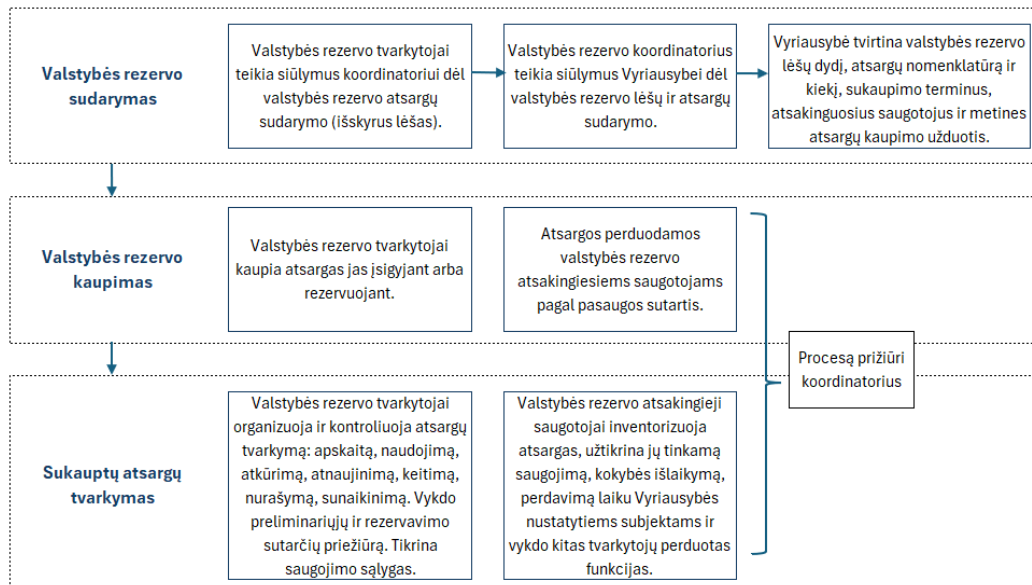 Valstybės rezervo
sudarymas
Valstybės rezervo tvarkytojai
teikia siūlymus koordinatoriui dėl
valstybės rezervo atsargų
sudarymo (išskyrus lėšas).
Valstybės rezervo koordinatorius
teikia siūlymus Vyriausybei dėl
valstybės rezervo lėšų ir atsargų
sudarymo.
Vyriausybė tvirtina valstybės rezervo
lėšų dydį, atsargų nomenklatūrą ir
kiekį, sukaupimo terminus,
atsakinguosius saugotojus ir metines
atsargų kaupimo užduotis.
Valstybės rezervo
kaupimas
Valstybės rezervo tvarkytojai
kaupia atsargas jas įsigyjant arba
rezervuojant.
Atsargos perduodamos
valstybės rezervo
atsakingiesiems saugotojams
pagal pasaugos sutartis.
Procesą prižiūri
koordinatorius
Sukauptų atsargų
tvarkymas
Valstybės rezervo tvarkytojai
organizuoja ir kontroliuoja atsargų
tvarkymą: apskaitą, naudojimą,
atkūrimą, atnaujinimą, keitimą,
nurašymą, sunaikinimą. Vykdo
preliminariųjų ir rezervavimo
sutarčių priežiūrą. Tikrina
saugojimo sąlygas.
Valstybės rezervo atsakingieji
saugotojai inventorizuoja
atsargas, užtikrina jų tinkamą
saugojimą, kokybės išlaikymą,
perdavimą laiku Vyriausybės
nustatytiems subjektams ir
vykdo kitas tvarkytojų perduotas
funkcijas.